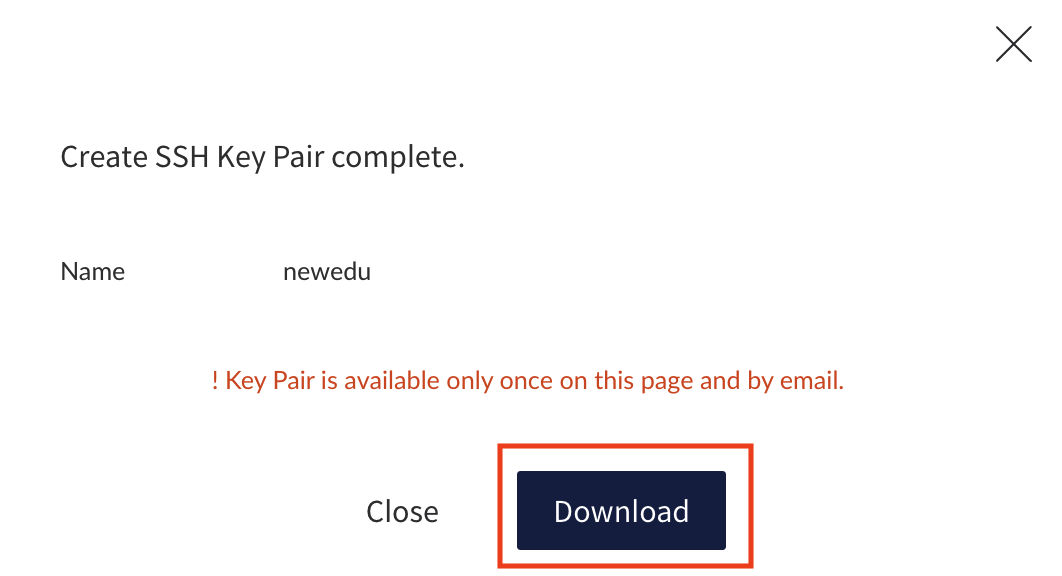 Create SSH Key Pair complete.
Name newedu
! Key Pair is available only once on this page and by email.
Close Download